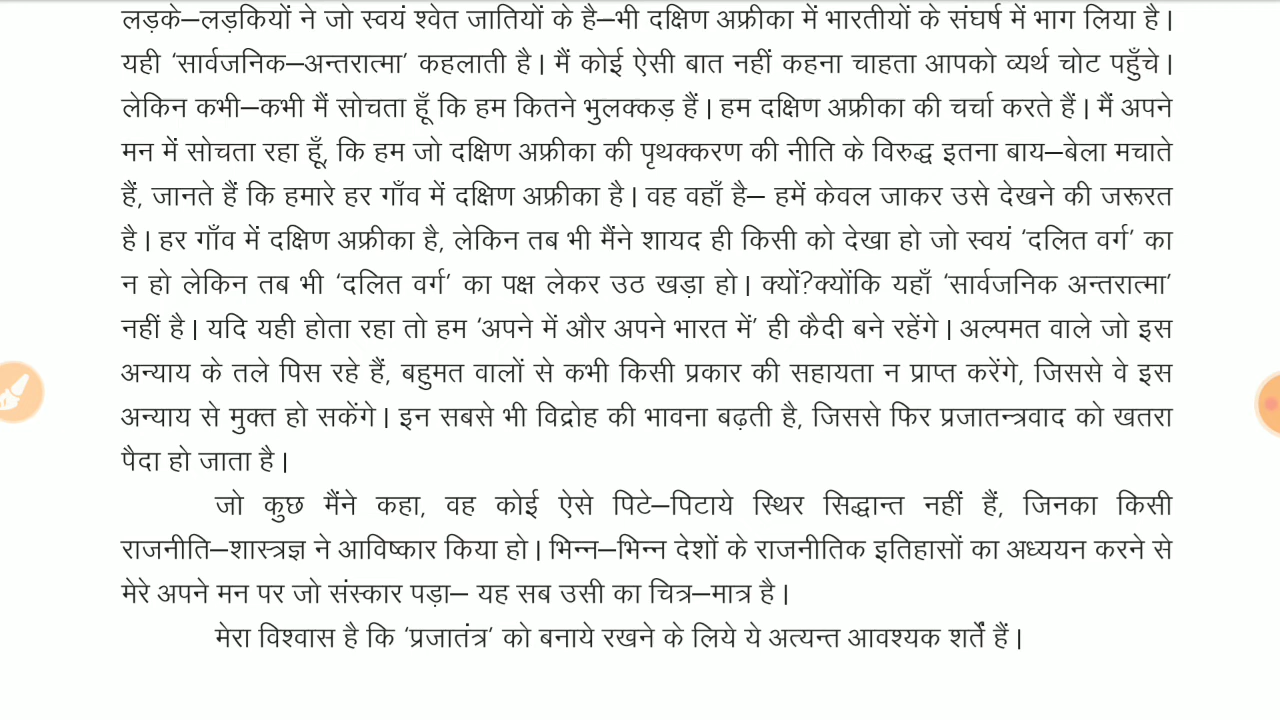 लड़के–लड़कियों ने जो स्वयं श्वेत जातियों के है–भी दक्षिण अफ्रीका में भारतीयों के संघर्ष में भाग लिया है।
यही ‘सार्वजनिक–अन्तरात्मा’ कहलाती है। मैं कोई ऐसी बात नहीं कहना चाहता आपको व्यर्थ चोट पहुँचे।
लेकिन कभी–कभी मैं सोचता हूँ कि हम कितने भुलक्कड़ हैं। हम दक्षिण अफ्रीका की चर्चा करते हैं। मैं अपने
मन में सोचता रहा हूँ, कि हम जो दक्षिण अफ्रीका की पृथक्करण की नीति के विरुद्ध इतना बाय–बेला मचाते
हैं, जानते हैं कि हमारे हर गाँव में दक्षिण अफ्रीका है। वह वहाँ है– हमें केवल जाकर उसे देखने की जरूरत
है। हर गाँव में दक्षिण अफ्रीका है, लेकिन तब भी मैंने शायद ही किसी को देखा हो जो स्वयं ‘दलित वर्ग’ का
न हो लेकिन तब भी ‘दलित वर्ग’ का पक्ष लेकर उठ खड़ा हो। क्यों?क्योंकि यहाँ ‘सार्वजनिक अन्तरात्मा’
नहीं है। यदि यही होता रहा तो हम ‘अपने में और अपने भारत में’ ही कैदी बने रहेंगे। अल्पमत वाले जो इस
अन्याय के तले पिस रहे हैं, बहुमत वालों से कभी किसी प्रकार की सहायता न प्राप्त करेंगे, जिससे वे इस
अन्याय से मुक्त हो सकेंगे। इन सबसे भी विद्रोह की भावना बढ़ती है, जिससे फिर प्रजातन्त्रवाद को खतरा
पैदा हो जाता है।
जो कुछ मैंने कहा, वह कोई ऐसे पिटे–पिटाये स्थिर सिद्धान्त नहीं हैं, जिनका किसी
राजनीति–शास्त्रज्ञ ने आविष्कार किया हो। भिन्न–भिन्न देशों के राजनीतिक इतिहासों का अध्ययन करने से
मेरे अपने मन पर जो संस्कार पड़ा– यह सब उसी का चित्र–मात्र है।
मेरा विश्वास है कि ‘प्रजातंत्र’ को बनाये रखने के लिये ये अत्यन्त आवश्यक शर्तें हैं।